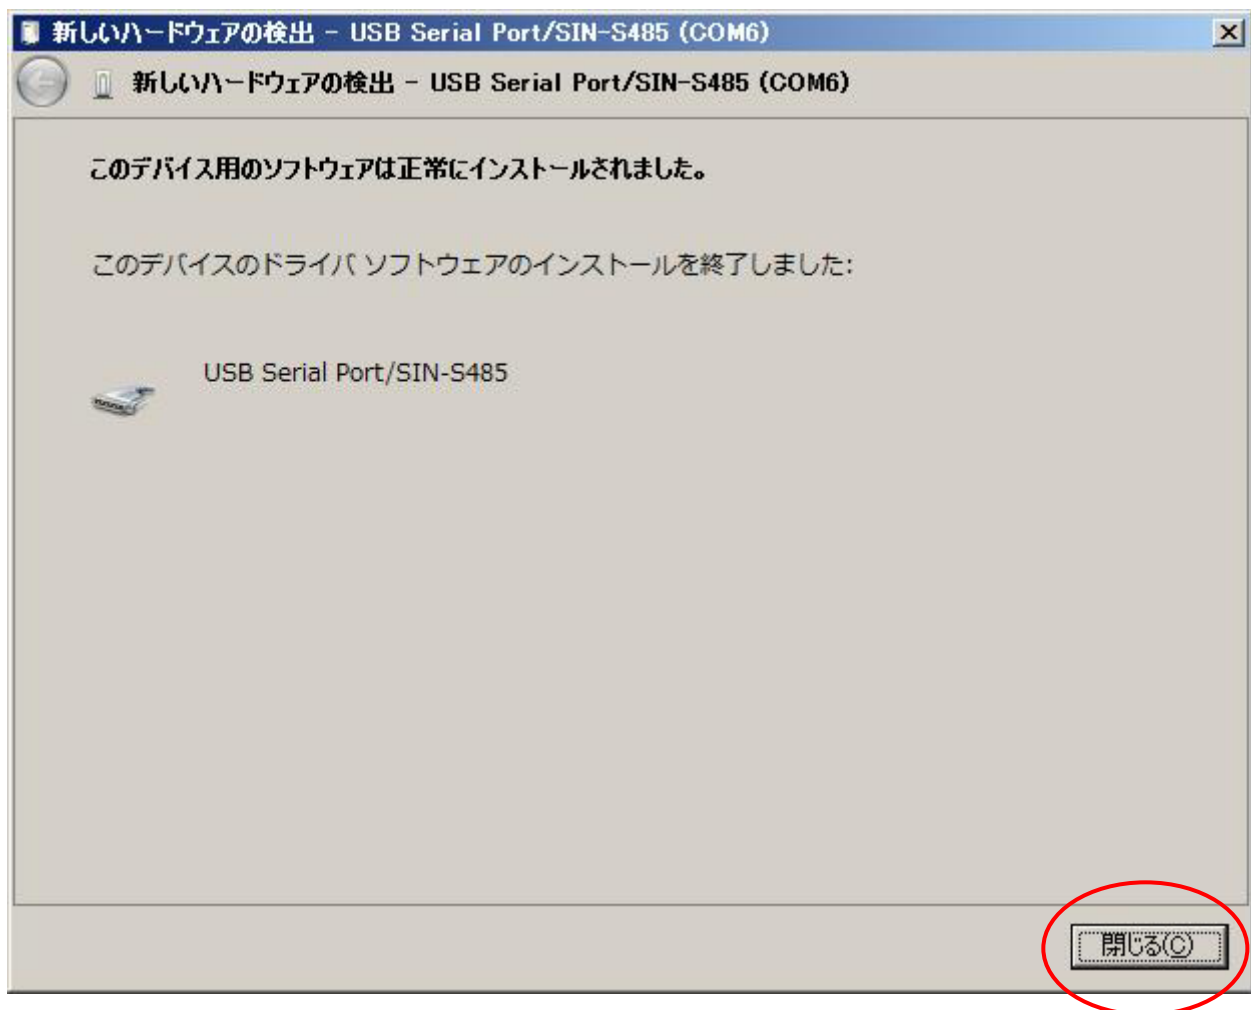 新しいハードウェアの検出 - USB Serial Port/SIN-S485 (COM6)
新しいハードウェアの検出 - USB Serial Port/SIN-S485 (COM6)
このデバイス用のソフトウェアは正常にインストールされました。
このデバイスのドライバ ソフトウェアのインストールを終了しました:
USB Serial Port/SIN-S485
閉じる(C)